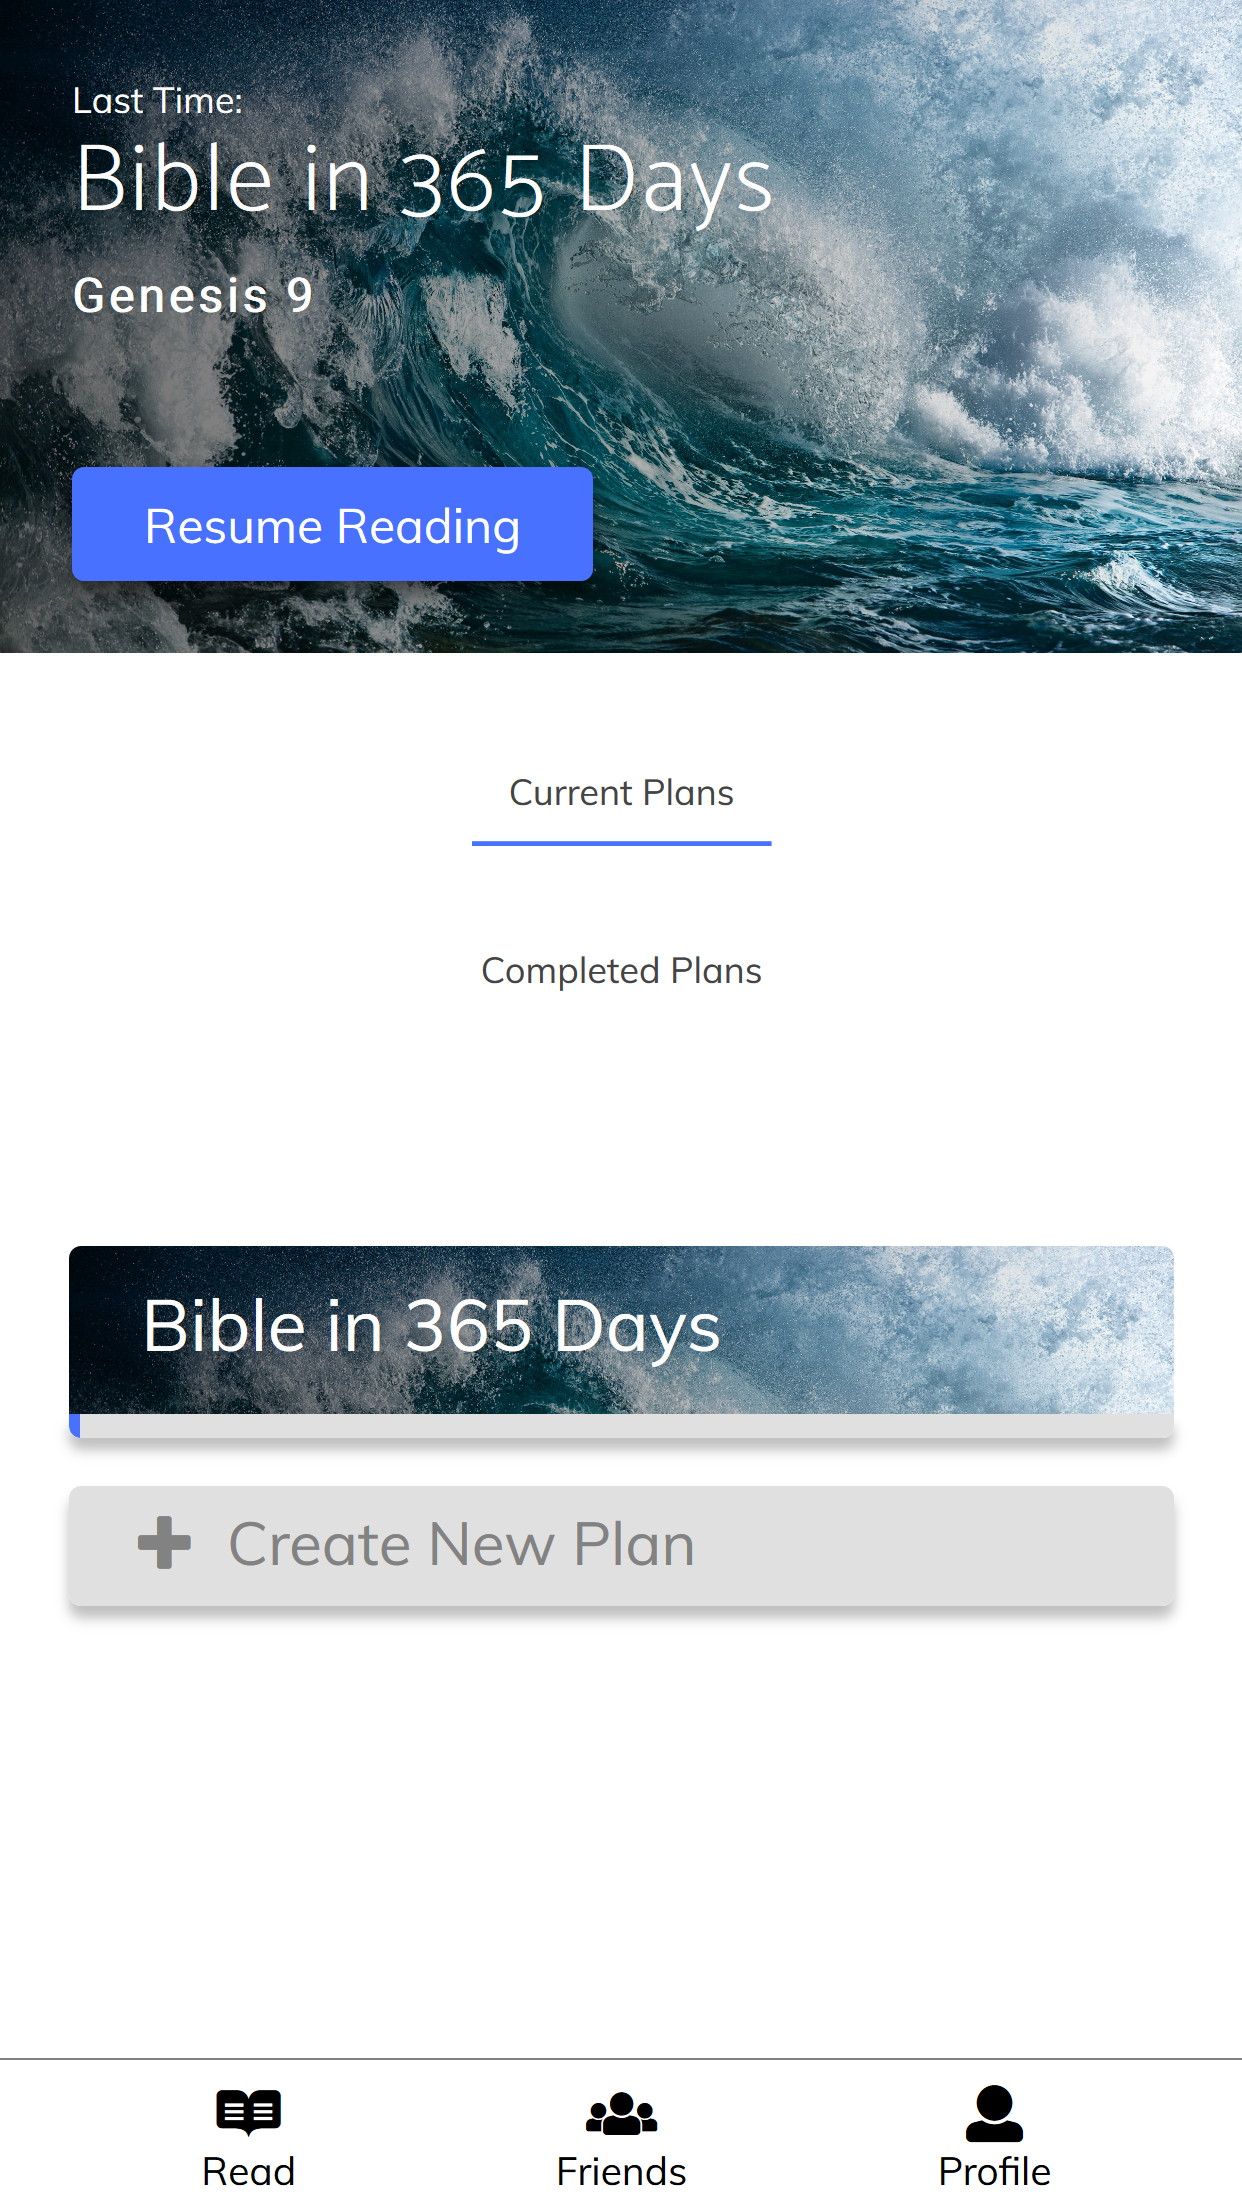 Last Time:
Bible in 365 Days
Genesis 9
Resume Reading
Current Plans
Completed Plans
Bible in 365 Days
Create New Plan
Read Friends Profile